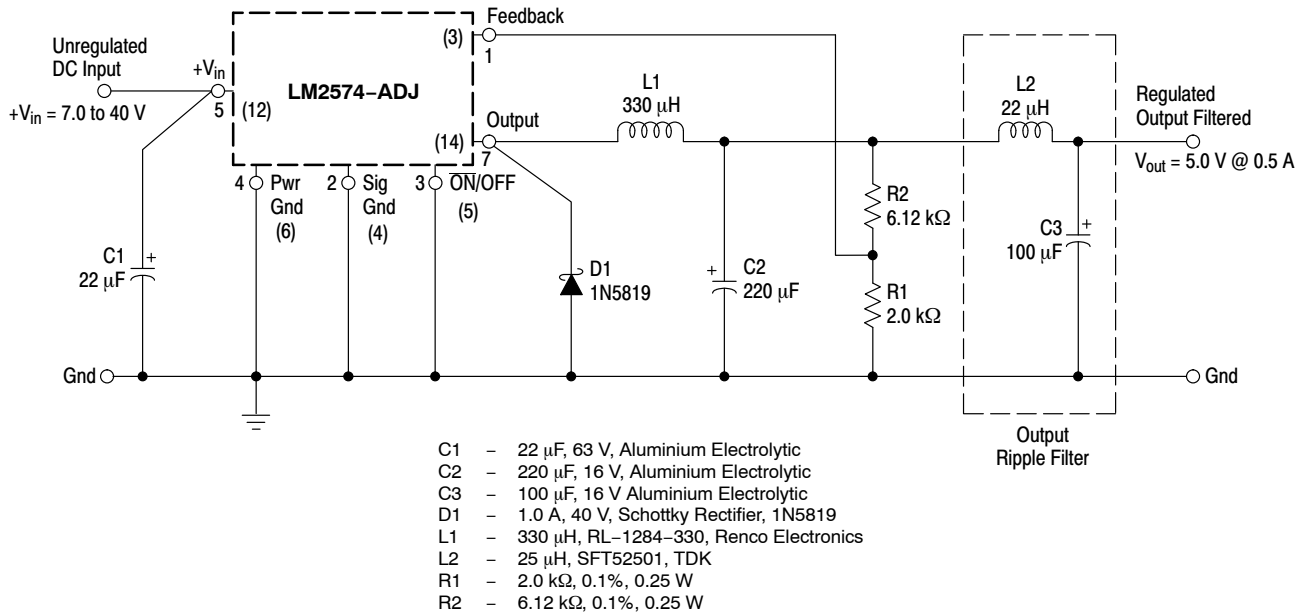 Feedback
(3)
1
Unregulated
DC Input
+Vin
LM2574−ADJ
L1
330 μH
L2
22 μH
Regulated
Output Filtered
+Vin = 7.0 to 40 V
5
(12)
Output
(14)
7
Vout = 5.0 V @ 0.5 A
4
Pwr
Gnd
(6)
2
Sig
Gnd
(4)
3
ON/OFF
(5)
R2
6.12 kΩ
C1
22 μF
+
D1
1N5819
+
C2
220 μF
R1
2.0 kΩ
C3
100 μF
+
Gnd
Gnd
Output
Ripple Filter
C1 – 22 μF, 63 V, Aluminium Electrolytic
C2 – 220 μF, 16 V, Aluminium Electrolytic
C3 – 100 μF, 16 V Aluminium Electrolytic
D1 – 1.0 A, 40 V, Schottky Rectifier, 1N5819
L1 – 330 μH, RL−1284−330, Renco Electronics
L2 – 25 μH, SFT52501, TDK
R1 – 2.0 kΩ, 0.1%, 0.25 W
R2 – 6.12 kΩ, 0.1%, 0.25 W